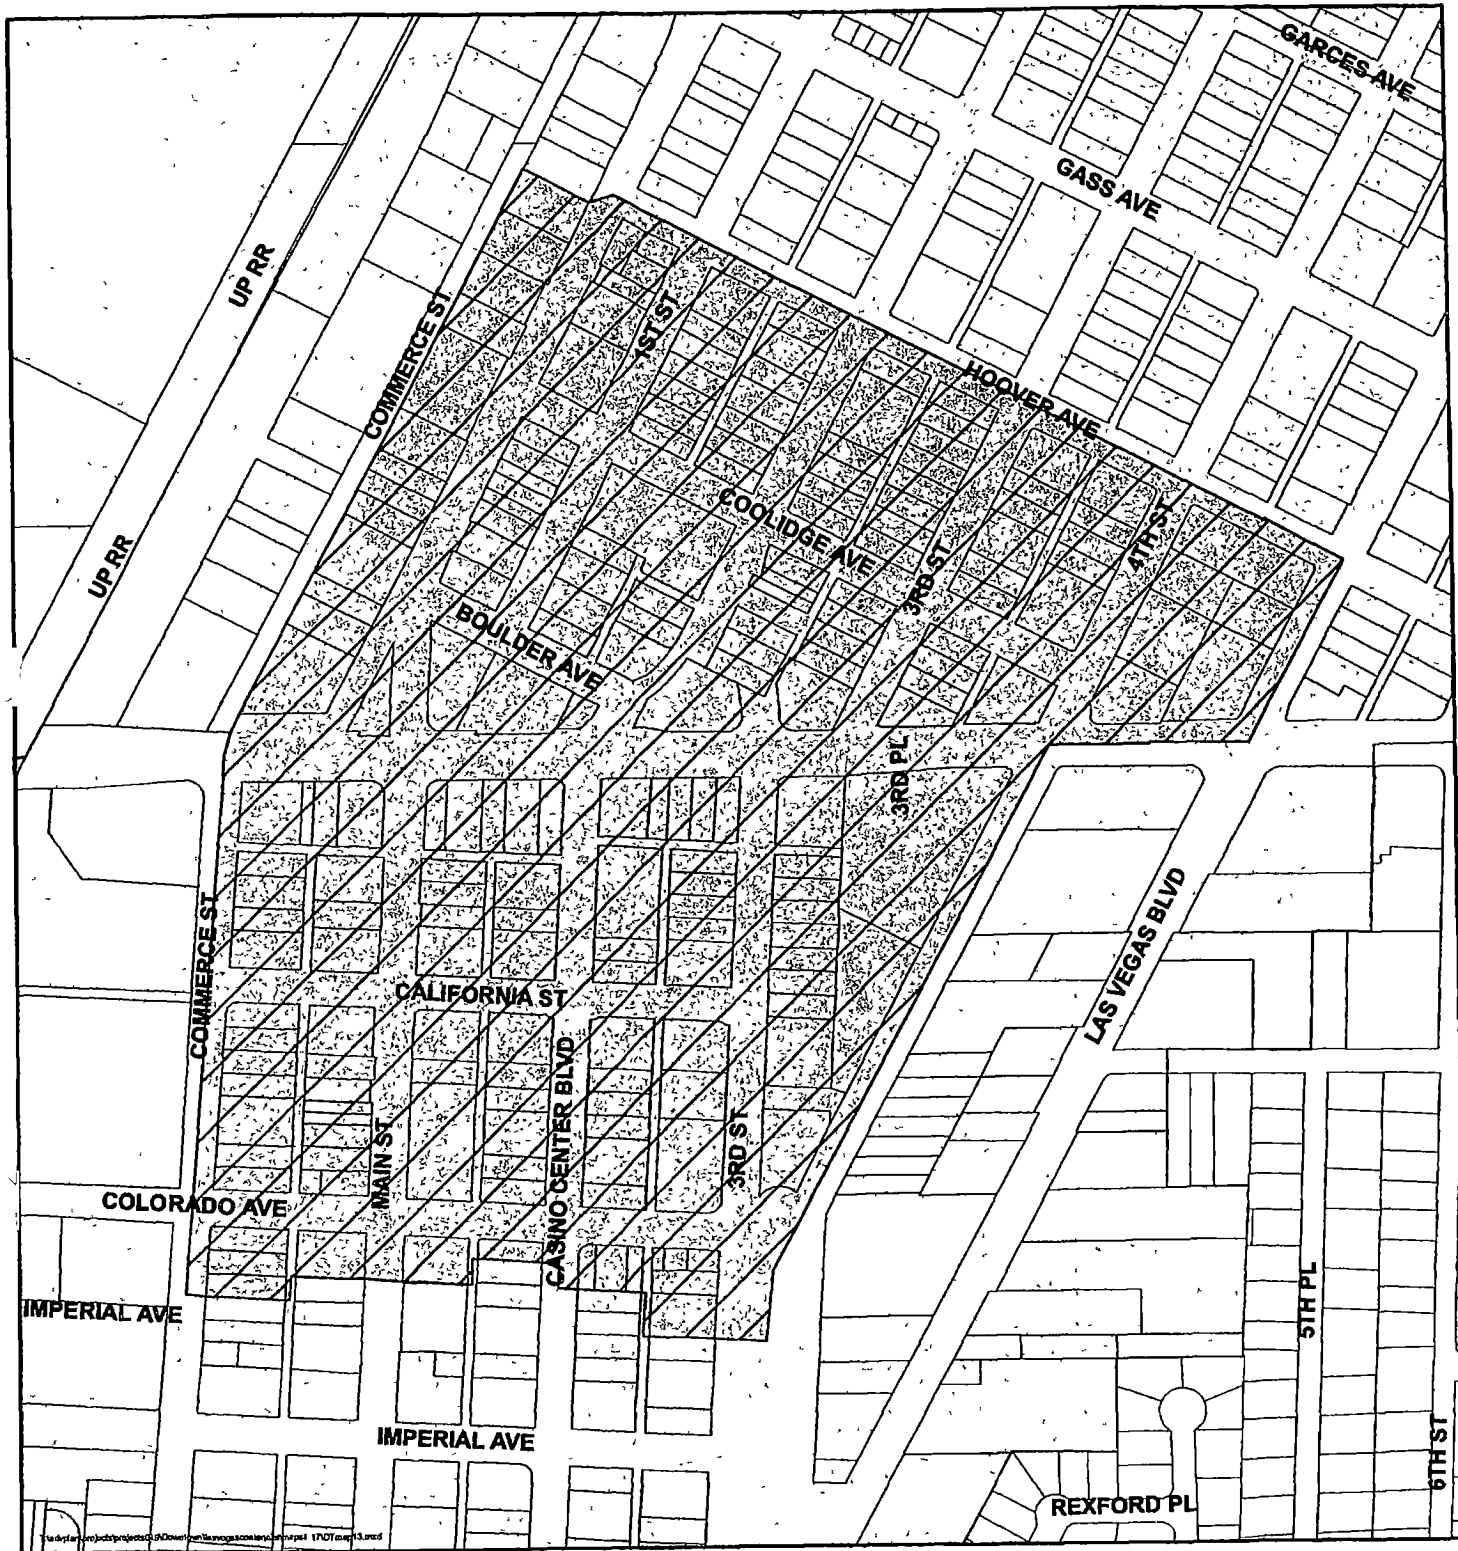 GARCES AVE
GASS AVE
UP RR
COMMERCE ST
1ST ST
HOOVER AVE
COOLIDGE AVE
4TH ST
3RD ST
UP RR
BOULDER AVE
3RD PL
COMMERCE ST
LAS VEGAS BLVD
CALIFORNIA ST
CASINO CENTER BLVD
MAIN ST
3RD ST
COLORADO AVE
IMPERIAL AVE
5TH PL
IMPERIAL AVE
6TH ST
REXFORD PL